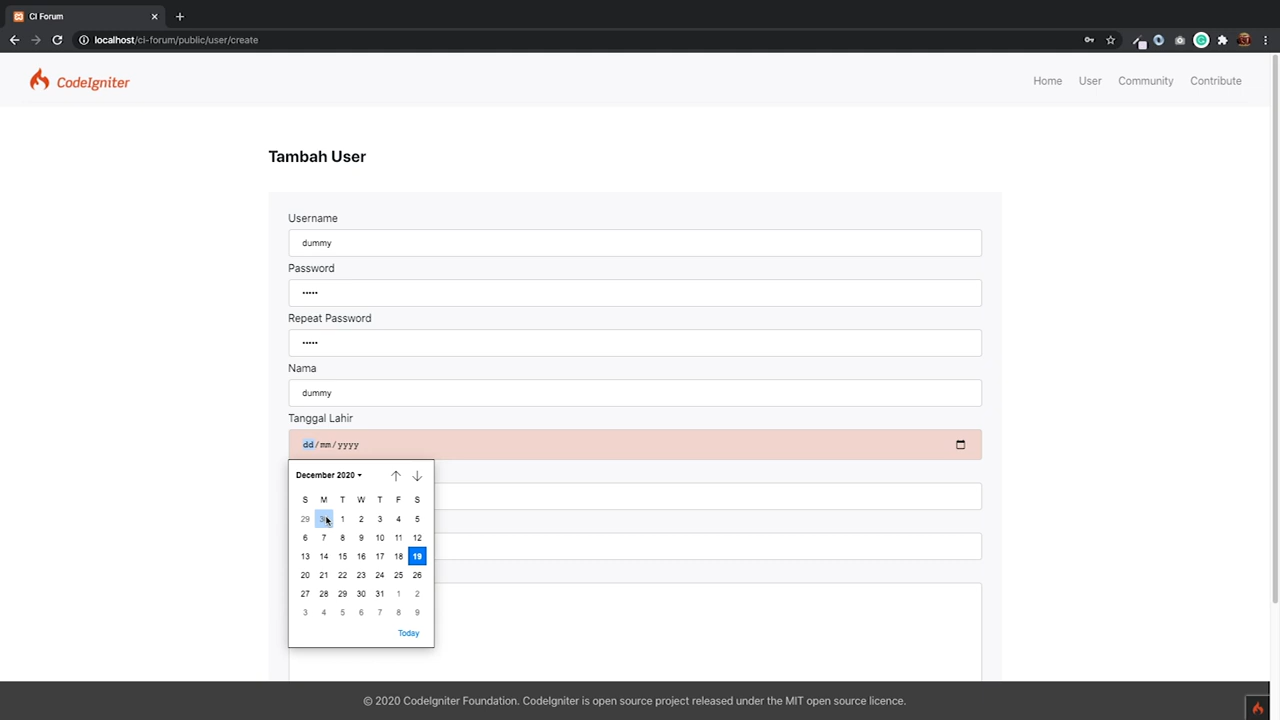 CI Forum
localhost/ci-forum/public/user/create
CodeIgniter
Home User Community Contribute
Tambah User
Username
dummy
Password
•••••
Repeat Password
•••••
Nama
dummy
Tanggal Lahir
dd/mm/yyyy
December 2020
S M T W T F S
29 30 1 2 3 4 5
6 7 8 9 10 11 12
13 14 15 16 17 18 19
20 21 22 23 24 25 26
27 28 29 30 31 1 2
3 4 5 6 7 8 9
Today
© 2020 CodeIgniter Foundation. CodeIgniter is open source project released under the MIT open source licence.